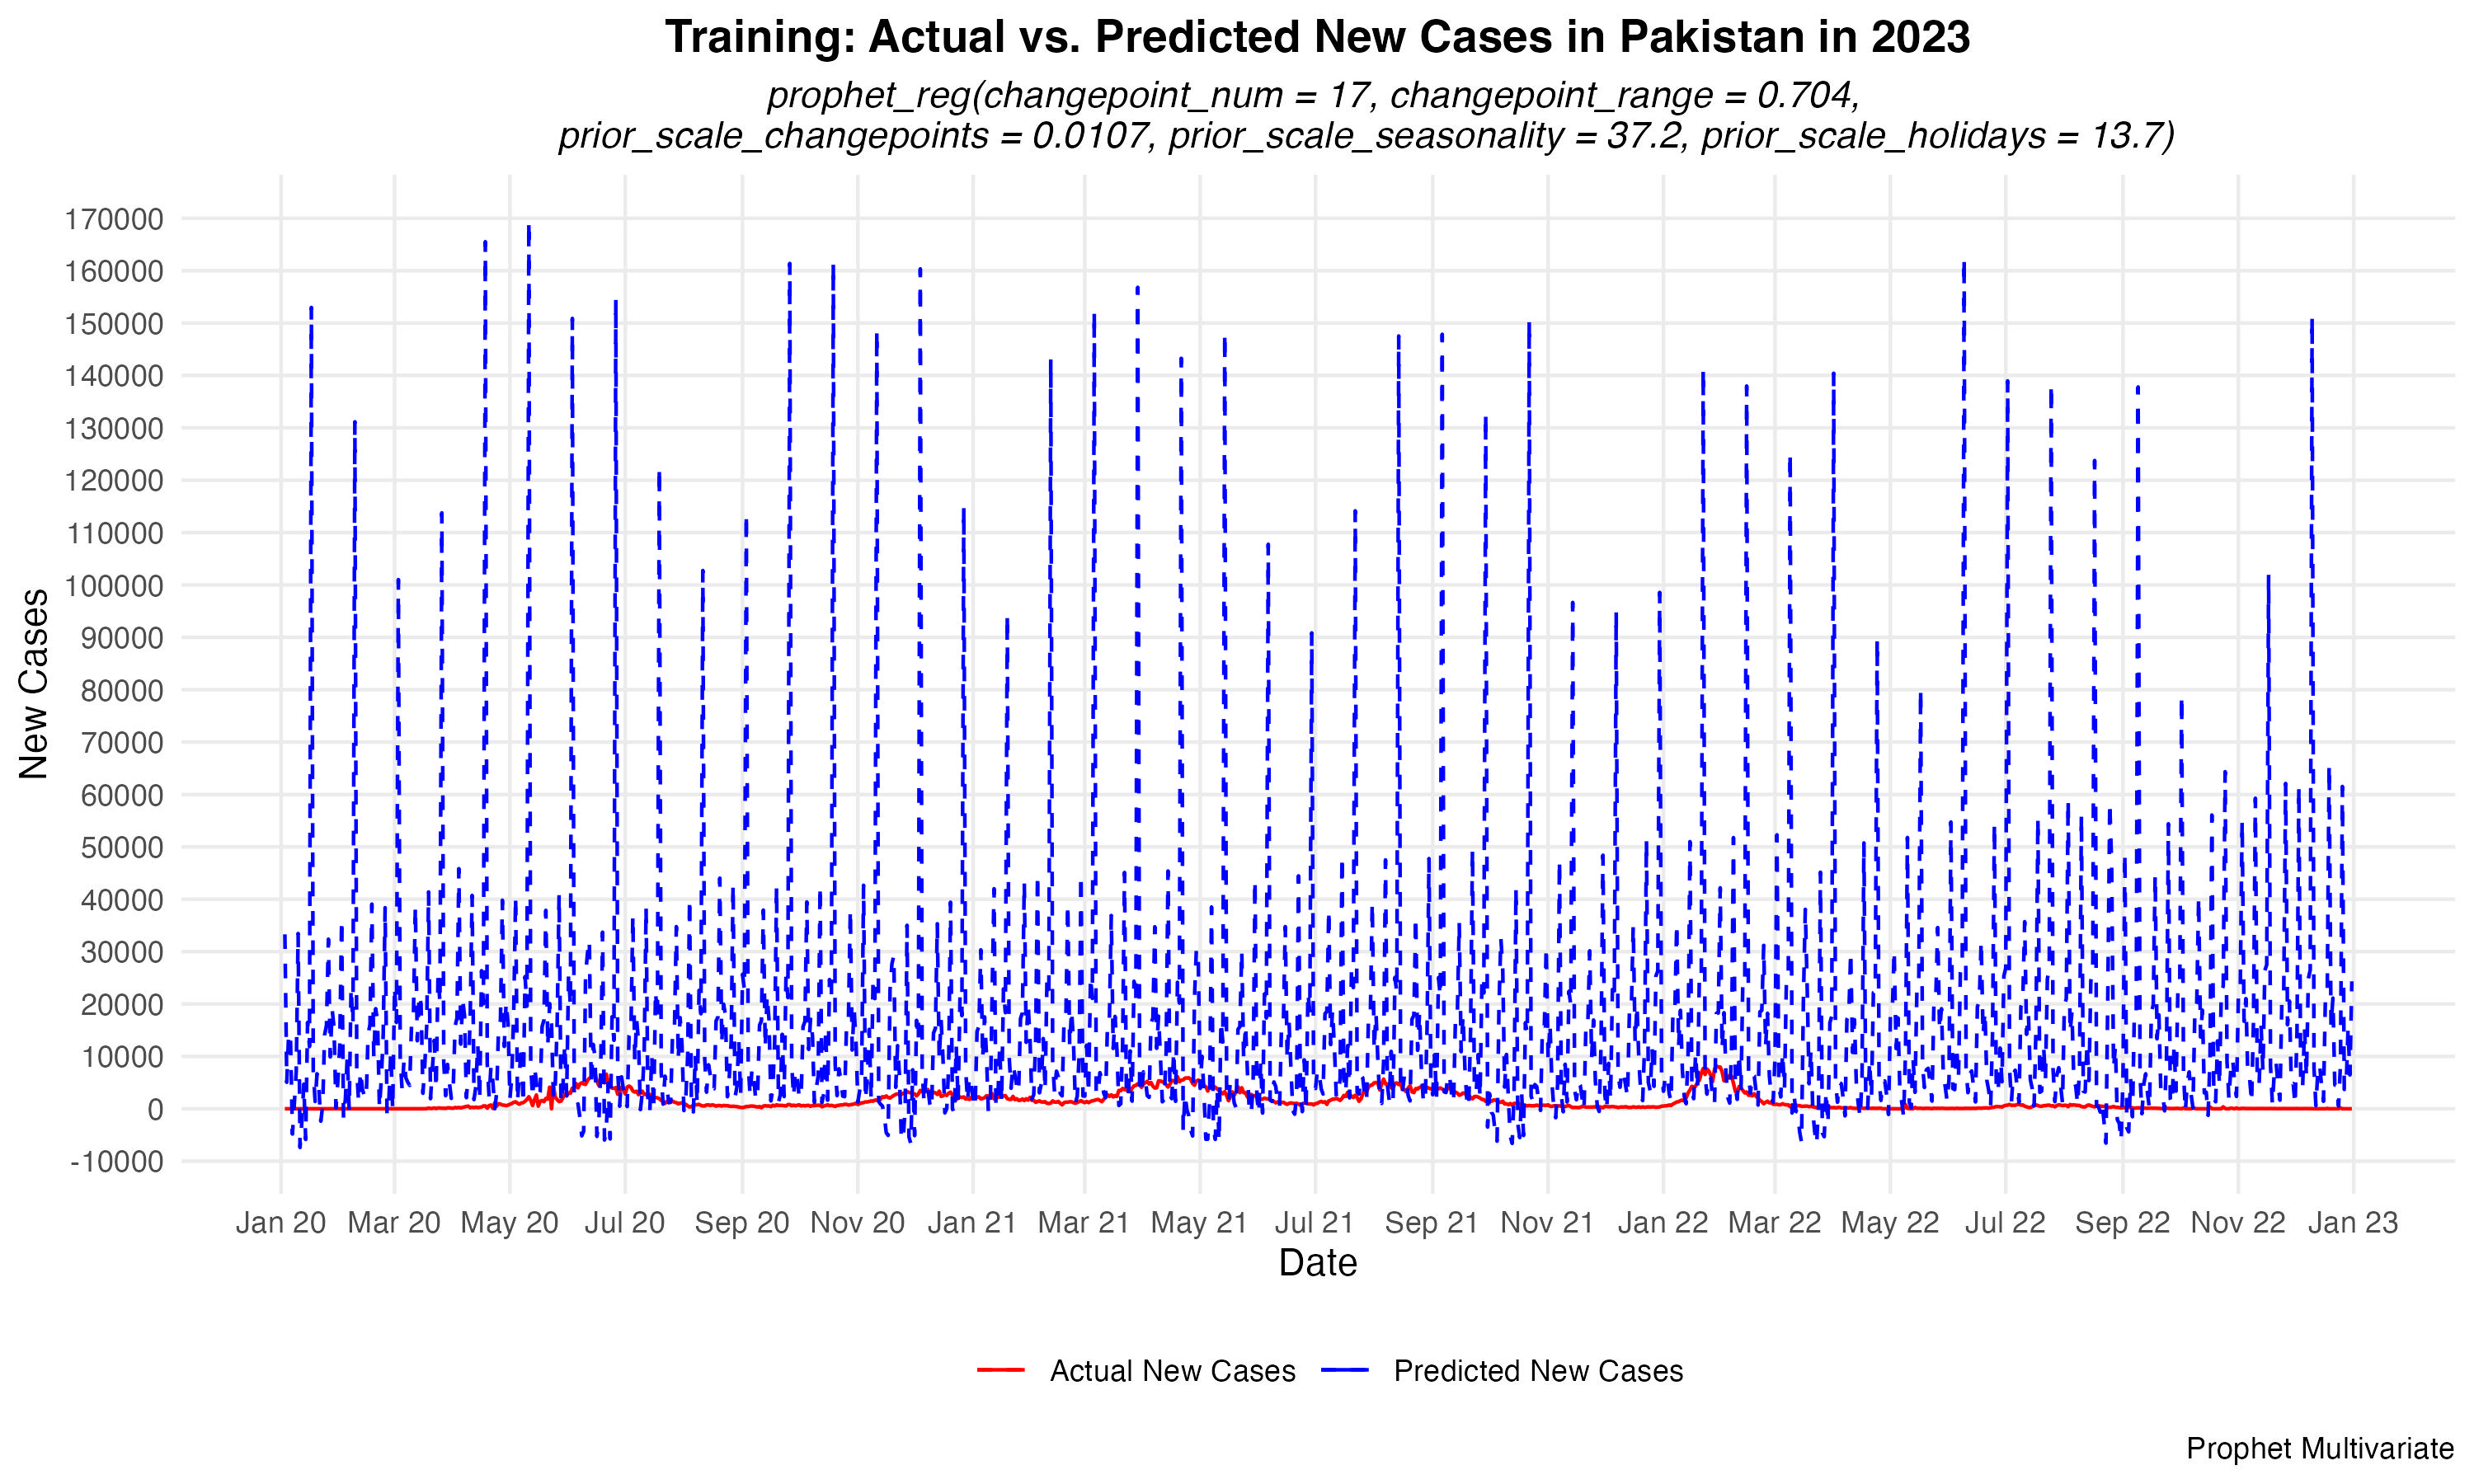 Training: Actual vs. Predicted New Cases in Pakistan in 2023
prophet_reg(changepoint_num = 17, changepoint_range = 0.704,
prior_scale_changepoints = 0.0107, prior_scale_seasonality = 37.2, prior_scale_holidays = 13.7)
New Cases
170000
160000
150000
140000
130000
120000
110000
100000
90000
80000
70000
60000
50000
40000
30000
20000
10000
0
-10000
Jan 20 Mar 20 May 20 Jul 20 Sep 20 Nov 20 Jan 21 Mar 21 May 21 Jul 21 Sep 21 Nov 21 Jan 22 Mar 22 May 22 Jul 22 Sep 22 Nov 22 Jan 23
Date
Actual New Cases Predicted New Cases
Prophet Multivariate